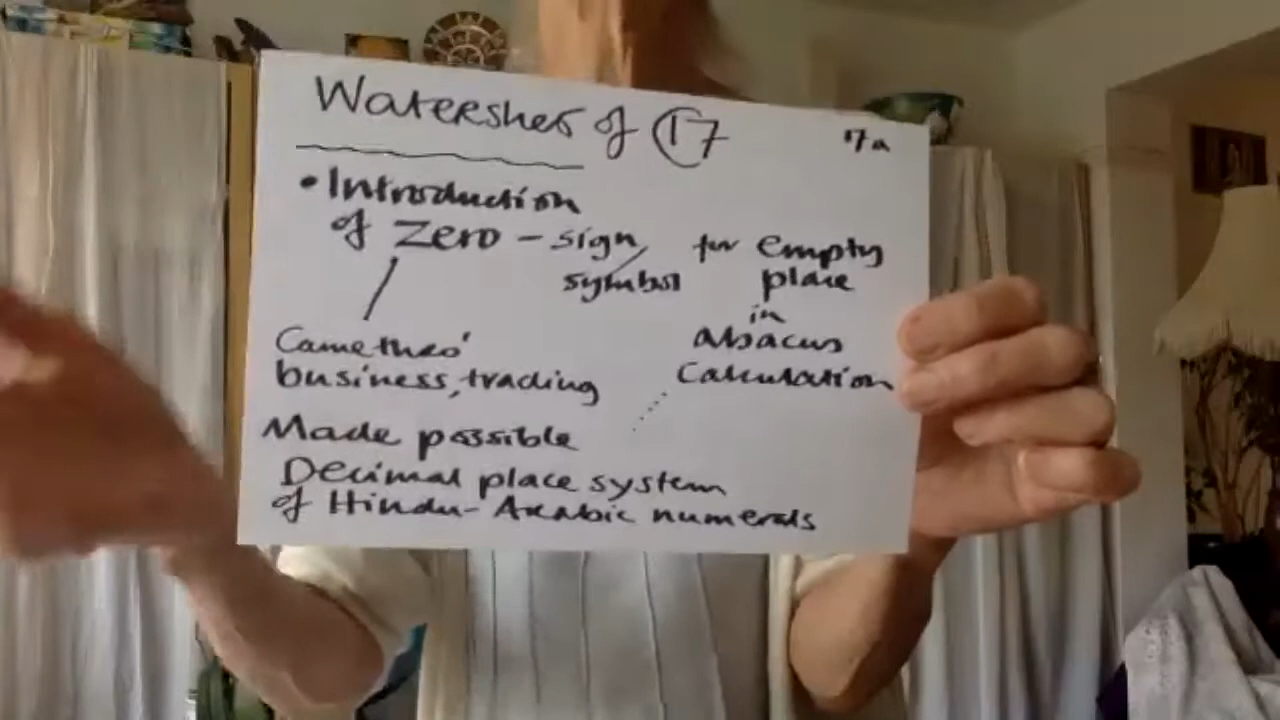 Watershed of 17
17a
• Introduction
of Zero - sign/
symbol
for empty
place
in
abacus
calculation
Came thro'
business, trading
Made possible
Decimal place system
of Hindu-Arabic numerals